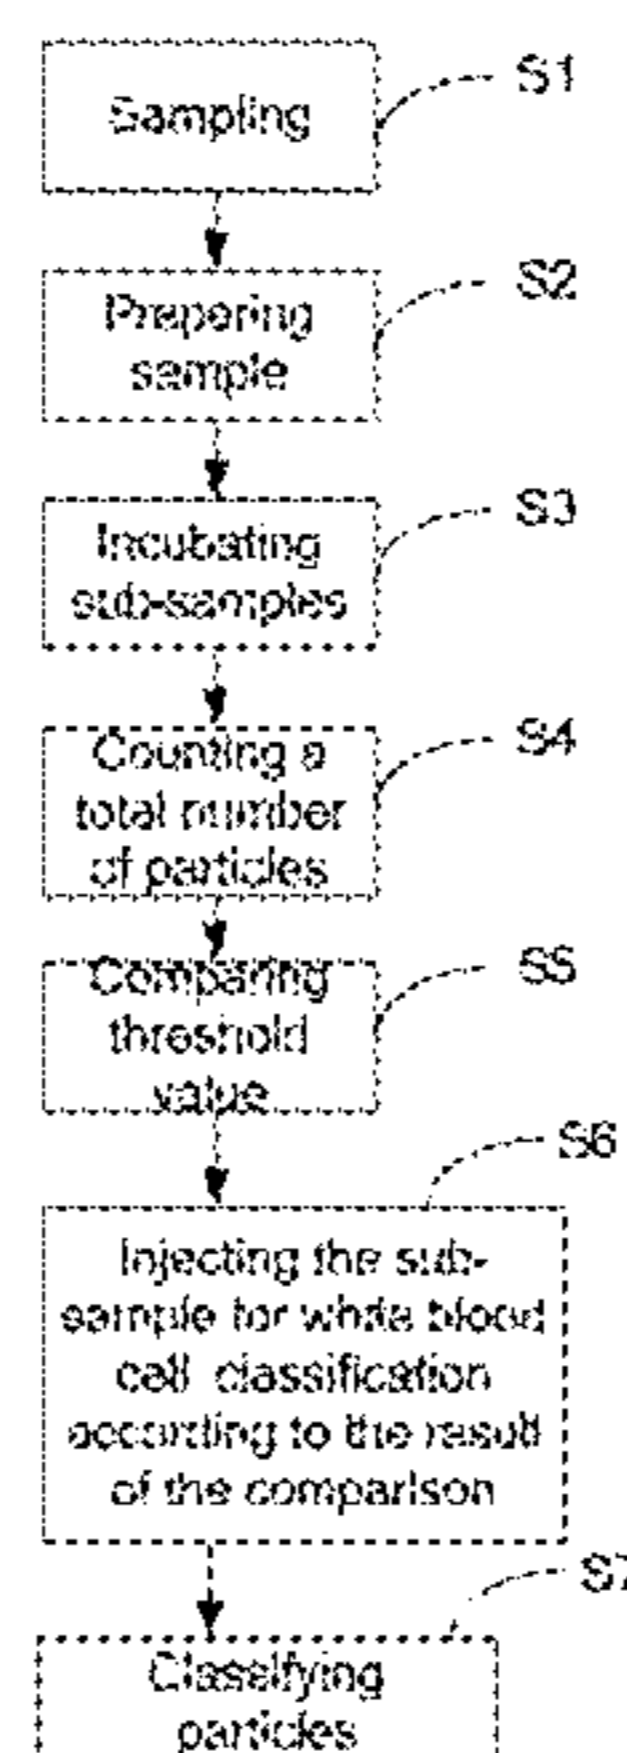 Sampling
S1
Preparing
sample
S2
Incubating
sub-samples
S3
Counting a
total number
of particles
S4
Comparing
threshold
value
S5
S6
Injecting the sub-
sample for white blood
cell classification
according to the result
of the comparison
S7
Classifying
particles